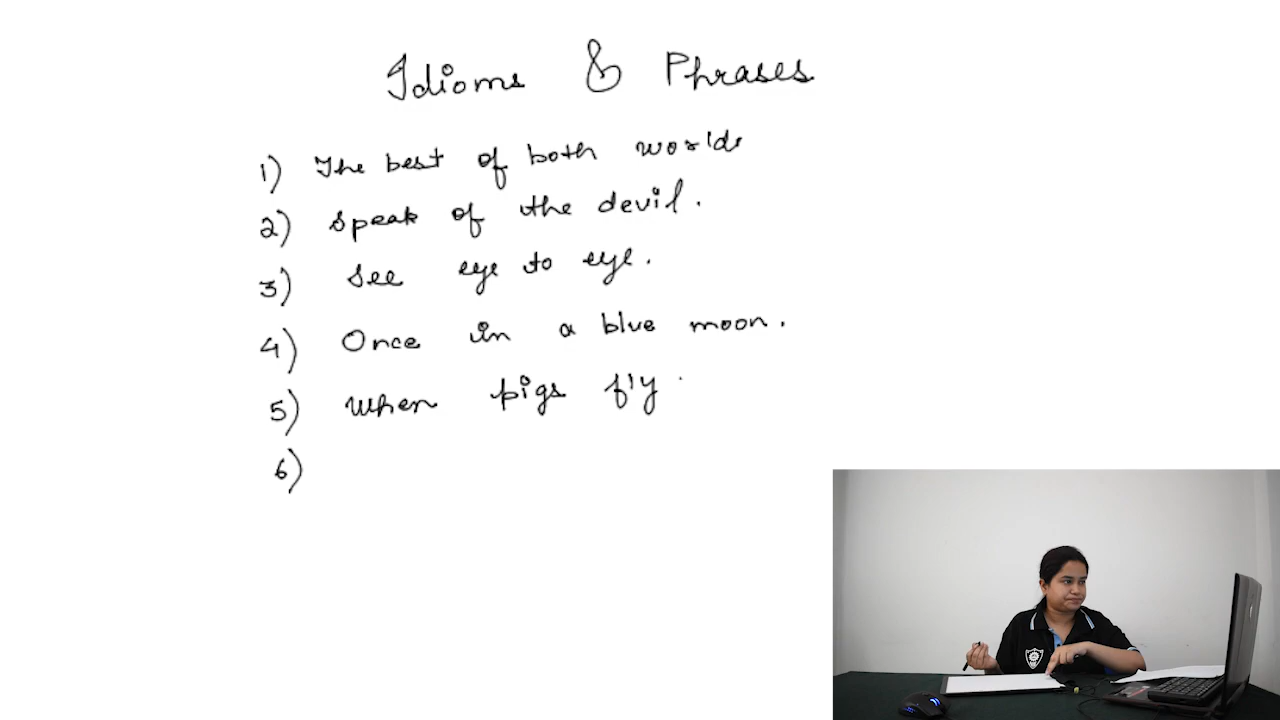 Idioms & Phrases
1) The best of both worlds
2) Speak of the devil.
3) See eye to eye.
4) Once in a blue moon.
5) When pigs fly.
6)